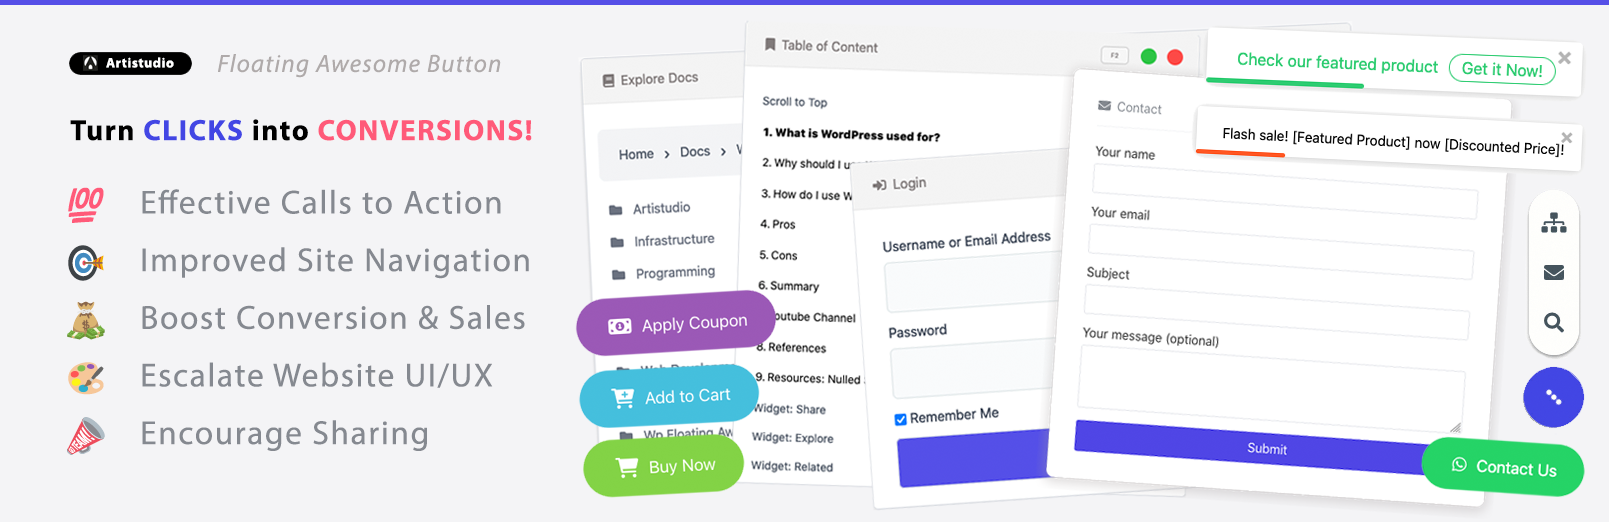 Artistudio Floating Awesome Button
Turn CLICKS into CONVERSIONS!
Effective Calls to Action
Improved Site Navigation
Boost Conversion & Sales
Escalate Website UI/UX
Encourage Sharing
Explore Docs
Home > Docs >
Artistudio
Infrastructure
Programming
Apply Coupon
Add to Cart
Buy Now
Table of Content
F2
Scroll to Top
1. What is WordPress used for?
2. Why should I
3. How do I use
4. Pros
5. Cons
6. Summary
Youtube Channel
8. References
9. Resources: Nulled
Widget: Share
Widget: Explore
Widget: Related
Login
Username or Email Address
Password
Remember Me
Contact
Your name
Your email
Subject
Your message (optional)
Submit
Check our featured product Get it Now!
Flash sale! [Featured Product] now [Discounted Price]!
Contact Us